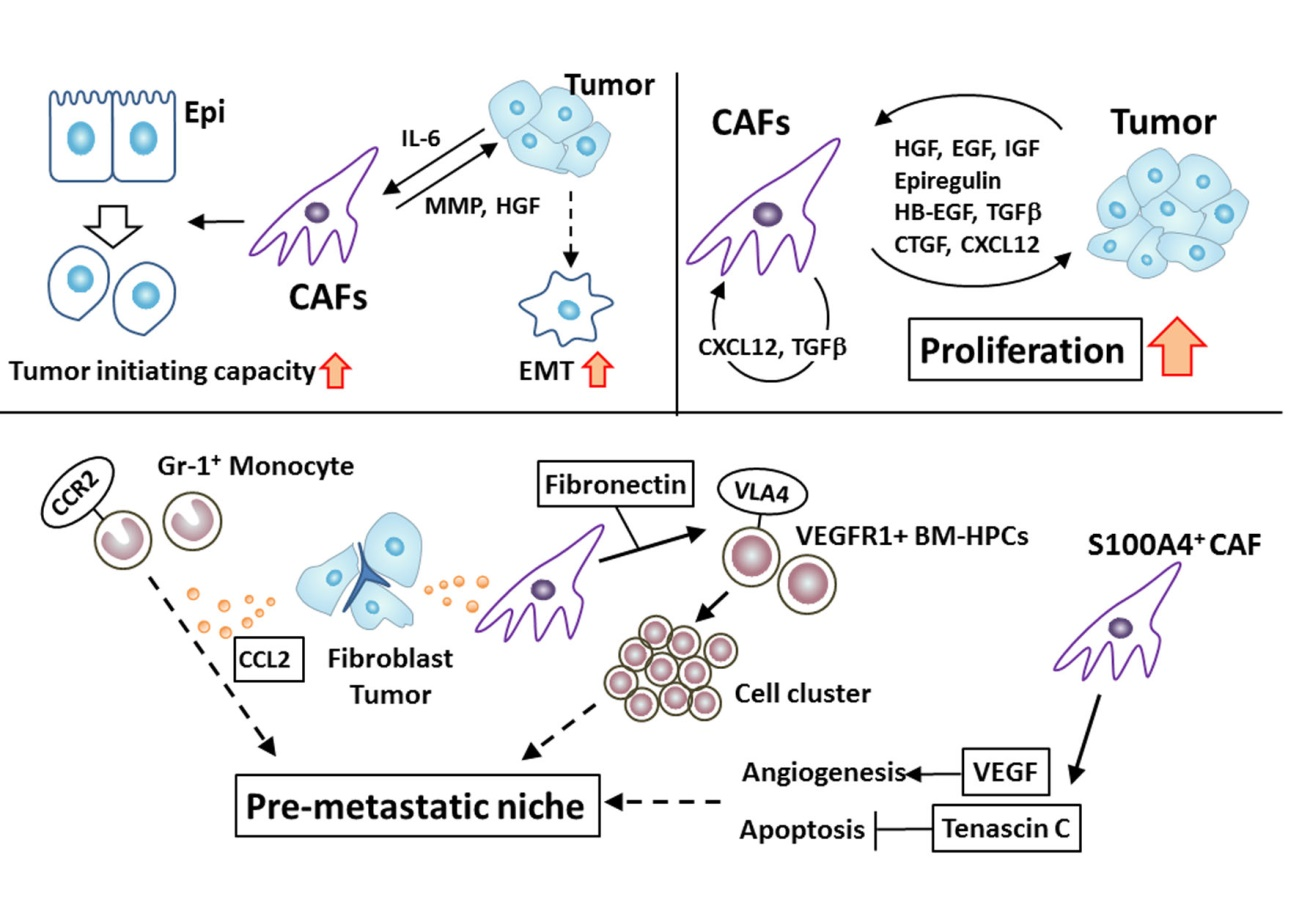 Epi
Tumor
IL-6
MMP, HGF
CAFs
Tumor initiating capacity
EMT
CAFs
Tumor
HGF, EGF, IGF
Epiregulin
HB-EGF, TGFβ
CTGF, CXCL12
CXCL12, TGFβ
Proliferation
CCR2
Gr-1⁺ Monocyte
CCL2
Fibroblast
Tumor
Fibronectin
VLA4
VEGFR1+ BM-HPCs
Cell cluster
S100A4⁺ CAF
Pre-metastatic niche
Angiogenesis
VEGF
Apoptosis
Tenascin C